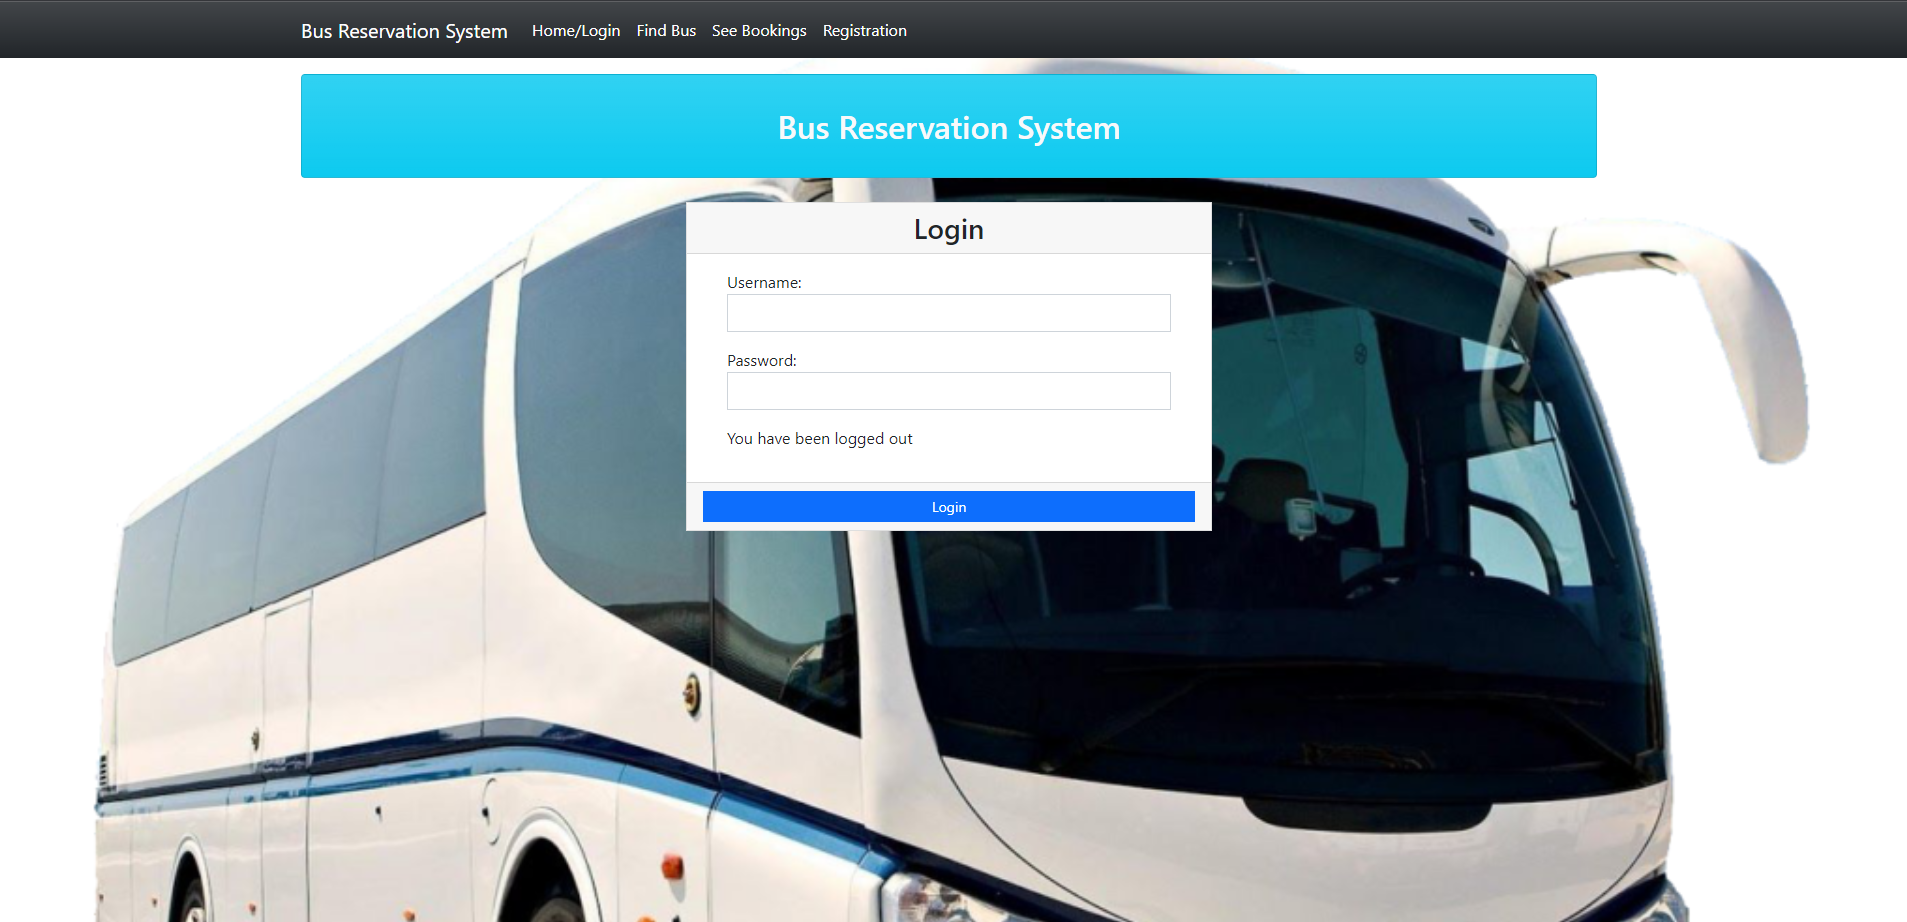 Bus Reservation System Home/Login Find Bus See Bookings Registration
Bus Reservation System
Login
Username:
Password:
You have been logged out
Login